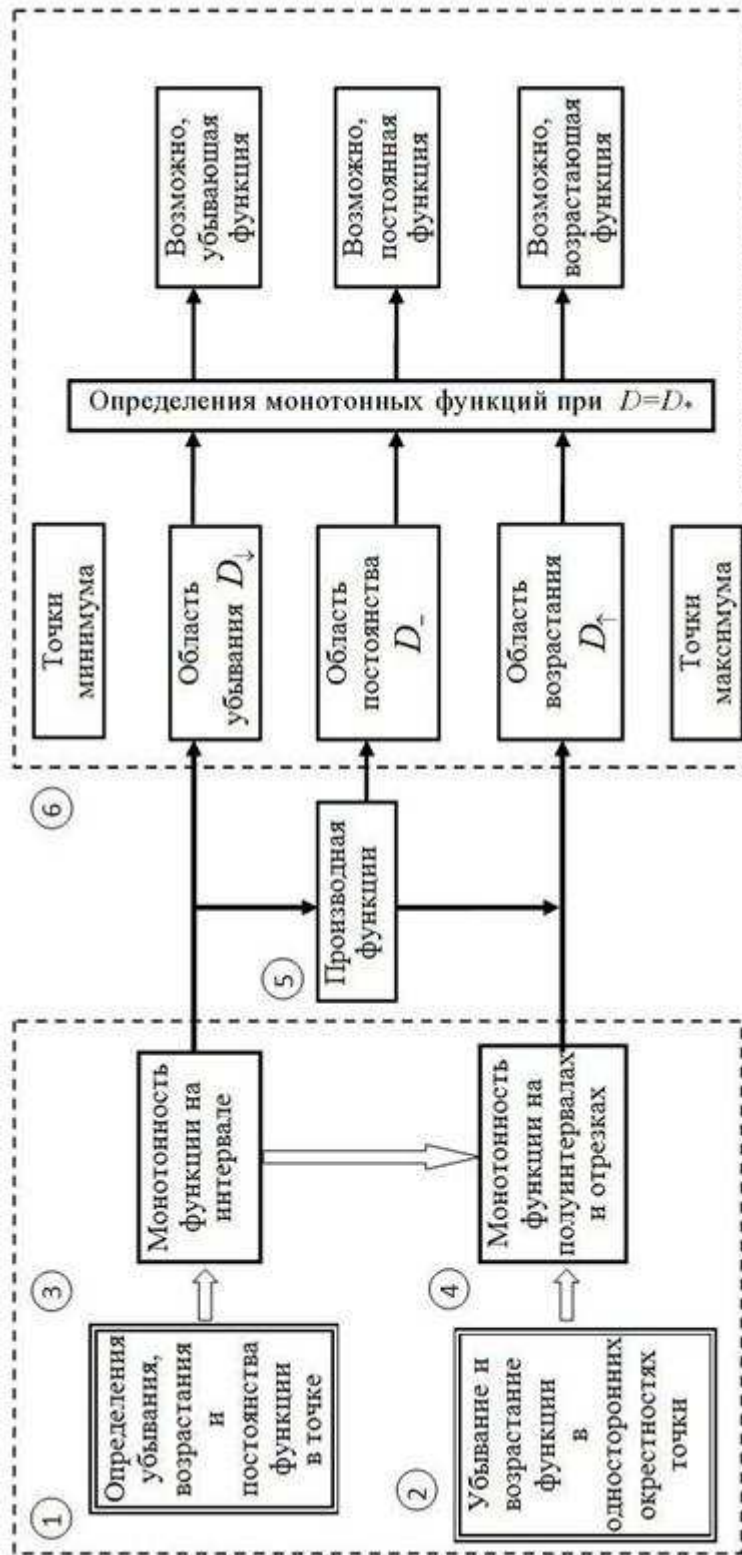 1
Определения
убывания,
возрастания
и
постоянства
функции
в точке
2
Убывание и
возрастание
функции
в
односторонних
окрестностях
точки
3
Монотонность
функции на
интервале
4
Монотонность
функции на
полуинтервалах
и отрезках
5
Производная
функции
6
Точки
минимума
Область
убывания D↓
Область
постоянства
D₋
Область
возрастания
D↑
Точки
максимума
Определения монотонных функций при D=D*
Возможно,
убывающая
функция
Возможно,
постоянная
функция
Возможно,
возрастающая
функция